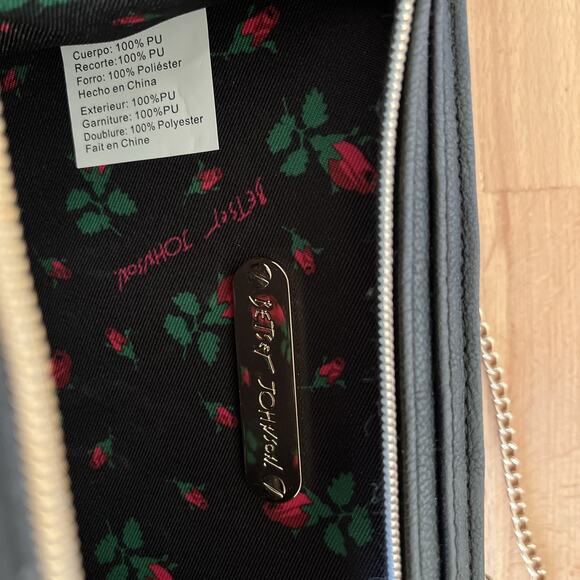 Cuerpo: 100% PU
Recorte:100% PU
Forro: 100% Poliéster
Hecho en China
Exterieur: 100%PU
Garniture: 100%PU
Doublure: 100% Polyester
Fait en Chine
BETSEY JOHNSON.
BETSEY JOHNSON.